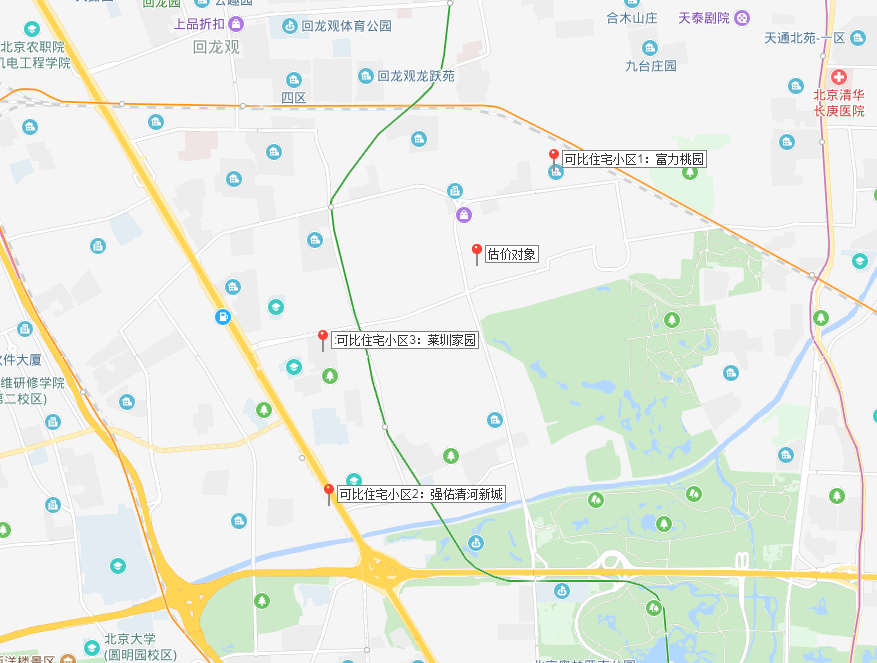 回龙园
上品折扣
回龙观
回龙观体育公园
合木山庄
天泰剧院
天通北苑-一区
北京农职院
机电工程学院
四区
回龙观龙跃苑
九台庄园
北京清华
长庚医院
可比住宅小区1：富力桃园
估价对象
可比住宅小区3：莱圳家园
件大厦
维研修学院
第二校区)
可比住宅小区2：强佑清河新城
北京大学
(圆明园校区)
洋楼景区